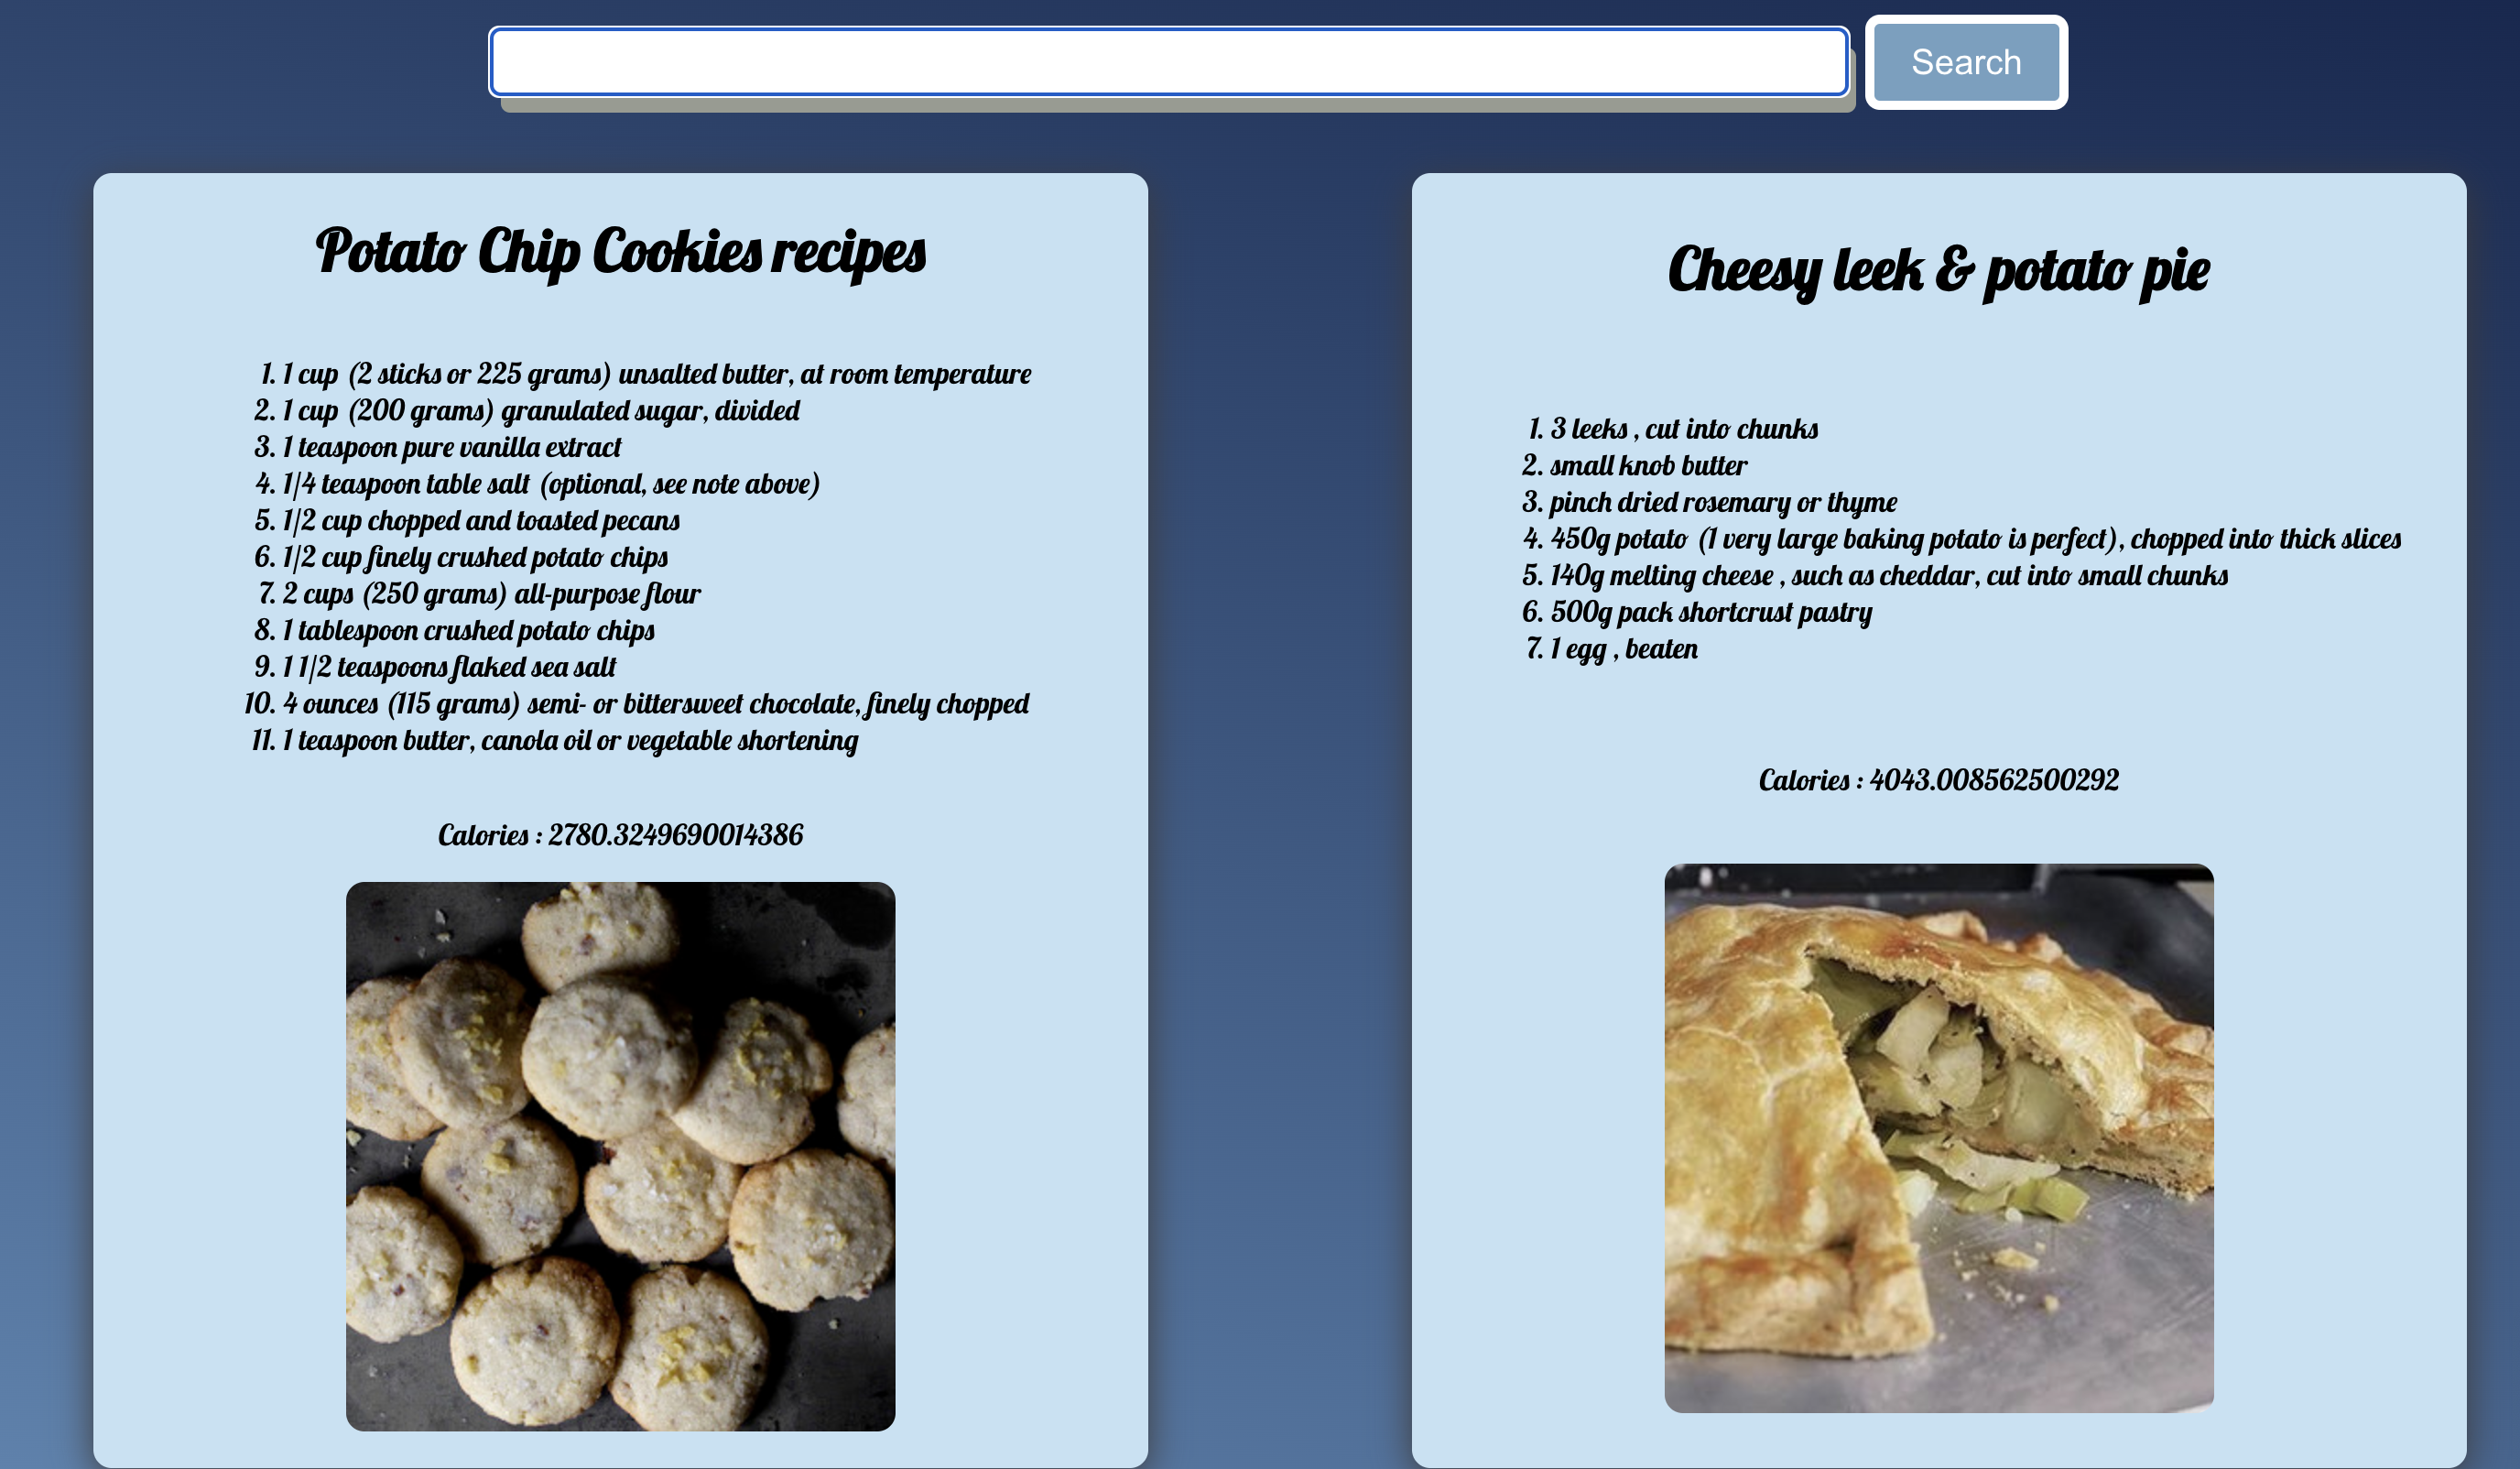 Search
Potato Chip Cookies recipes
1. 1 cup (2 sticks or 225 grams) unsalted butter, at room temperature
2. 1 cup (200 grams) granulated sugar, divided
3. 1 teaspoon pure vanilla extract
4. 1/4 teaspoon table salt (optional, see note above)
5. 1/2 cup chopped and toasted pecans
6. 1/2 cup finely crushed potato chips
7. 2 cups (250 grams) all-purpose flour
8. 1 tablespoon crushed potato chips
9. 1 1/2 teaspoons flaked sea salt
10. 4 ounces (115 grams) semi- or bittersweet chocolate, finely chopped
11. 1 teaspoon butter, canola oil or vegetable shortening
Calories : 2780.3249690014386
Cheesy leek & potato pie
1. 3 leeks , cut into chunks
2. small knob butter
3. pinch dried rosemary or thyme
4. 450g potato (1 very large baking potato is perfect), chopped into thick slices
5. 140g melting cheese , such as cheddar, cut into small chunks
6. 500g pack shortcrust pastry
7. 1 egg , beaten
Calories : 4043.008562500292